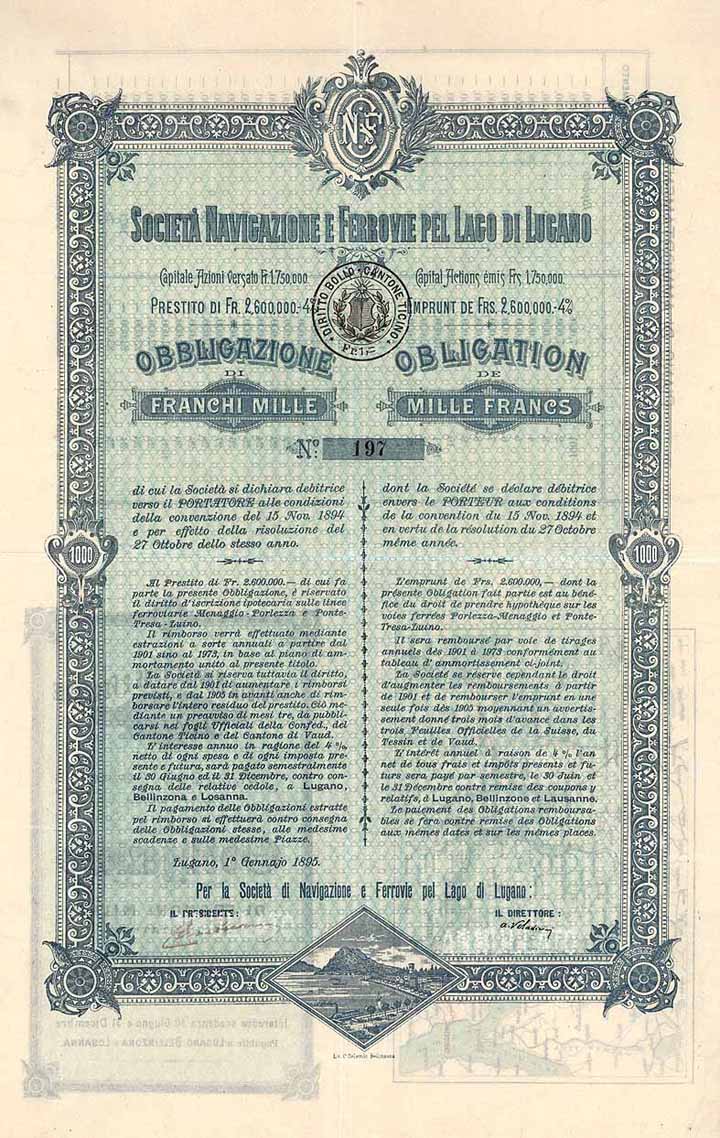 SOCIETÀ NAVIGAZIONE E FERROVIE PEL LAGO DI LUGANO
Capitale Azioni versato Fr. 1.750.000
PRESTITO DI FR. 2,600,000.-4%
Capital Actions émis Frs. 1.750.000.
EMPRUNT DE FRS. 2,600,000.-4%
DIRITTO BOLLO · CANTONE TICINO
OBBLIGAZIONE
DI
FRANCHI MILLE
OBLIGATION
DE
MILLE FRANCS
No. 197
di cui la Società si dichiara debitrice
verso il PORTATORE alle condizioni
della convenzione del 15 Nov. 1894
e per effetto della risoluzione del
27 Ottobre dello stesso anno.
Al Prestito di Fr. 2.600.000.— di cui fa
parte la presente Obbligazione, è riservato
il diritto d'iscrizione ipotecaria sulle linee
ferroviarie Menaggio-Porlezza e Ponte-
Tresa-Luino.
Il rimborso verrà effettuato mediante
estrazioni a sorte annuali a partire dal
1901 sino al 1973, in base al piano di am-
mortamento unito al presente titolo.
La Società si riserva tuttavia il diritto,
a datare dal 1901 di aumentare i rimborsi
previsti, e dal 1905 in avanti anche di rim-
borsare l'intero residuo del prestito. Ciò me-
diante un preavviso di mesi tre, da pubbli-
carsi nei fogli Ufficiali della Confed., del
Cantone Ticino e del Cantone di Vaud.
L'interesse annuo in ragione del 4 %
netto di ogni spesa e di ogni imposta pre-
sente e futura, sarà pagato semestralmente
il 30 Giugno ed il 31 Dicembre, contro con-
segna delle relative cedole, a Lugano,
Bellinzona e Losanna.
Il pagamento delle Obbligazioni estratte
pel rimborso si effettuerà contro consegna
delle Obbligazioni stesse, alle medesime
scadenze e sulle medesime Piazze.
Lugano, 1° Gennajo 1895.
dont la Société se déclare débitrice
envers le PORTEUR aux conditions
de la convention du 15 Nov. 1894 et
en vertu de la résolution du 27 Octobre
même année.
L'emprunt de Frs. 2,600,000.— dont la
présente Obligation fait partie est au béné-
fice du droit de prendre hypothèque sur les
voies ferrées Porlezza-Menaggio et Ponte-
Tresa-Luino.
Il sera remboursé par voie de tirages
annuels dès 1901 à 1973 conformément au
tableau d'ammortissement ci-joint.
La Société se réserve cependant le droit
d'augmenter les remboursements à partir
de 1901 et de rembourser l'emprunt en une
seule fois dès 1905 moyennant un avvertis-
sement donné trois mois d'avance dans les
trois Feuilles Officielles de la Suisse, du
Tessin et de Vaud.
L'intérêt annuel à raison de 4 % l'an
net de tous frais et impôts présents et fu-
turs sera payé par semestre, le 30 Juin et
le 31 Décembre contre remise des coupons y
relatifs, à Lugano, Bellinzone et Lausanne.
Le paiement des Obligations remboursa-
bles se fera contre remise des Obligations
aux mêmes dates et sur les mêmes places.
1000
1000
Per la Società di Navigazione e Ferrovie pel Lago di Lugano:
IL PRESIDENTE:
IL DIRETTORE: